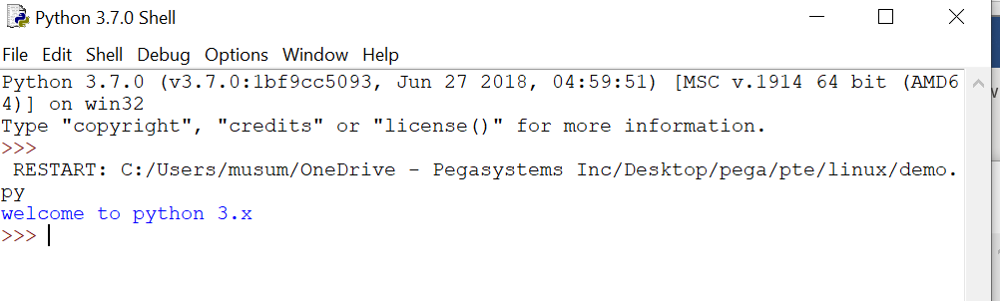 Python 3.7.0 Shell
File Edit Shell Debug Options Window Help
Python 3.7.0 (v3.7.0:1bf9cc5093, Jun 27 2018, 04:59:51) [MSC v.1914 64 bit (AMD6
4)] on win32
Type "copyright", "credits" or "license()" for more information.
>>>
RESTART: C:/Users/musum/OneDrive - Pegasystems Inc/Desktop/pega/pte/linux/demo.
py
welcome to python 3.x
>>>